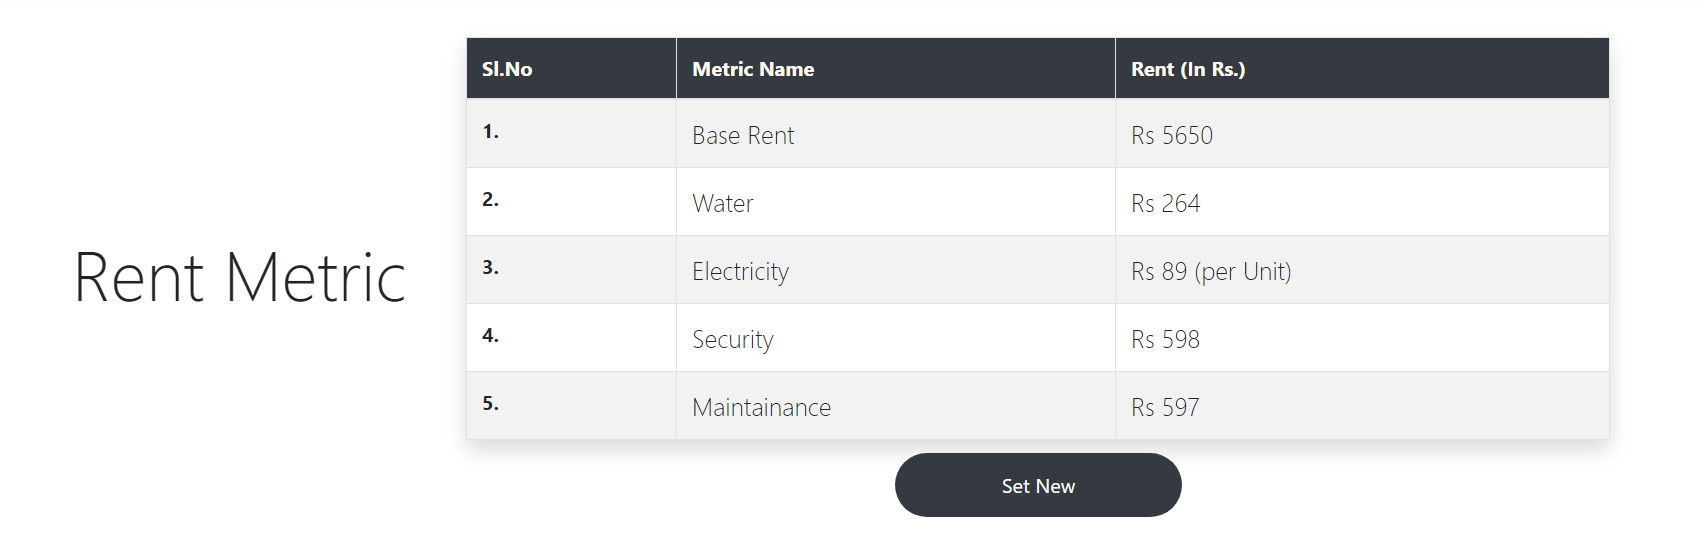 Rent Metric
Sl.No Metric Name Rent (In Rs.)
1. Base Rent Rs 5650
2. Water Rs 264
3. Electricity Rs 89 (per Unit)
4. Security Rs 598
5. Maintainance Rs 597
Set New